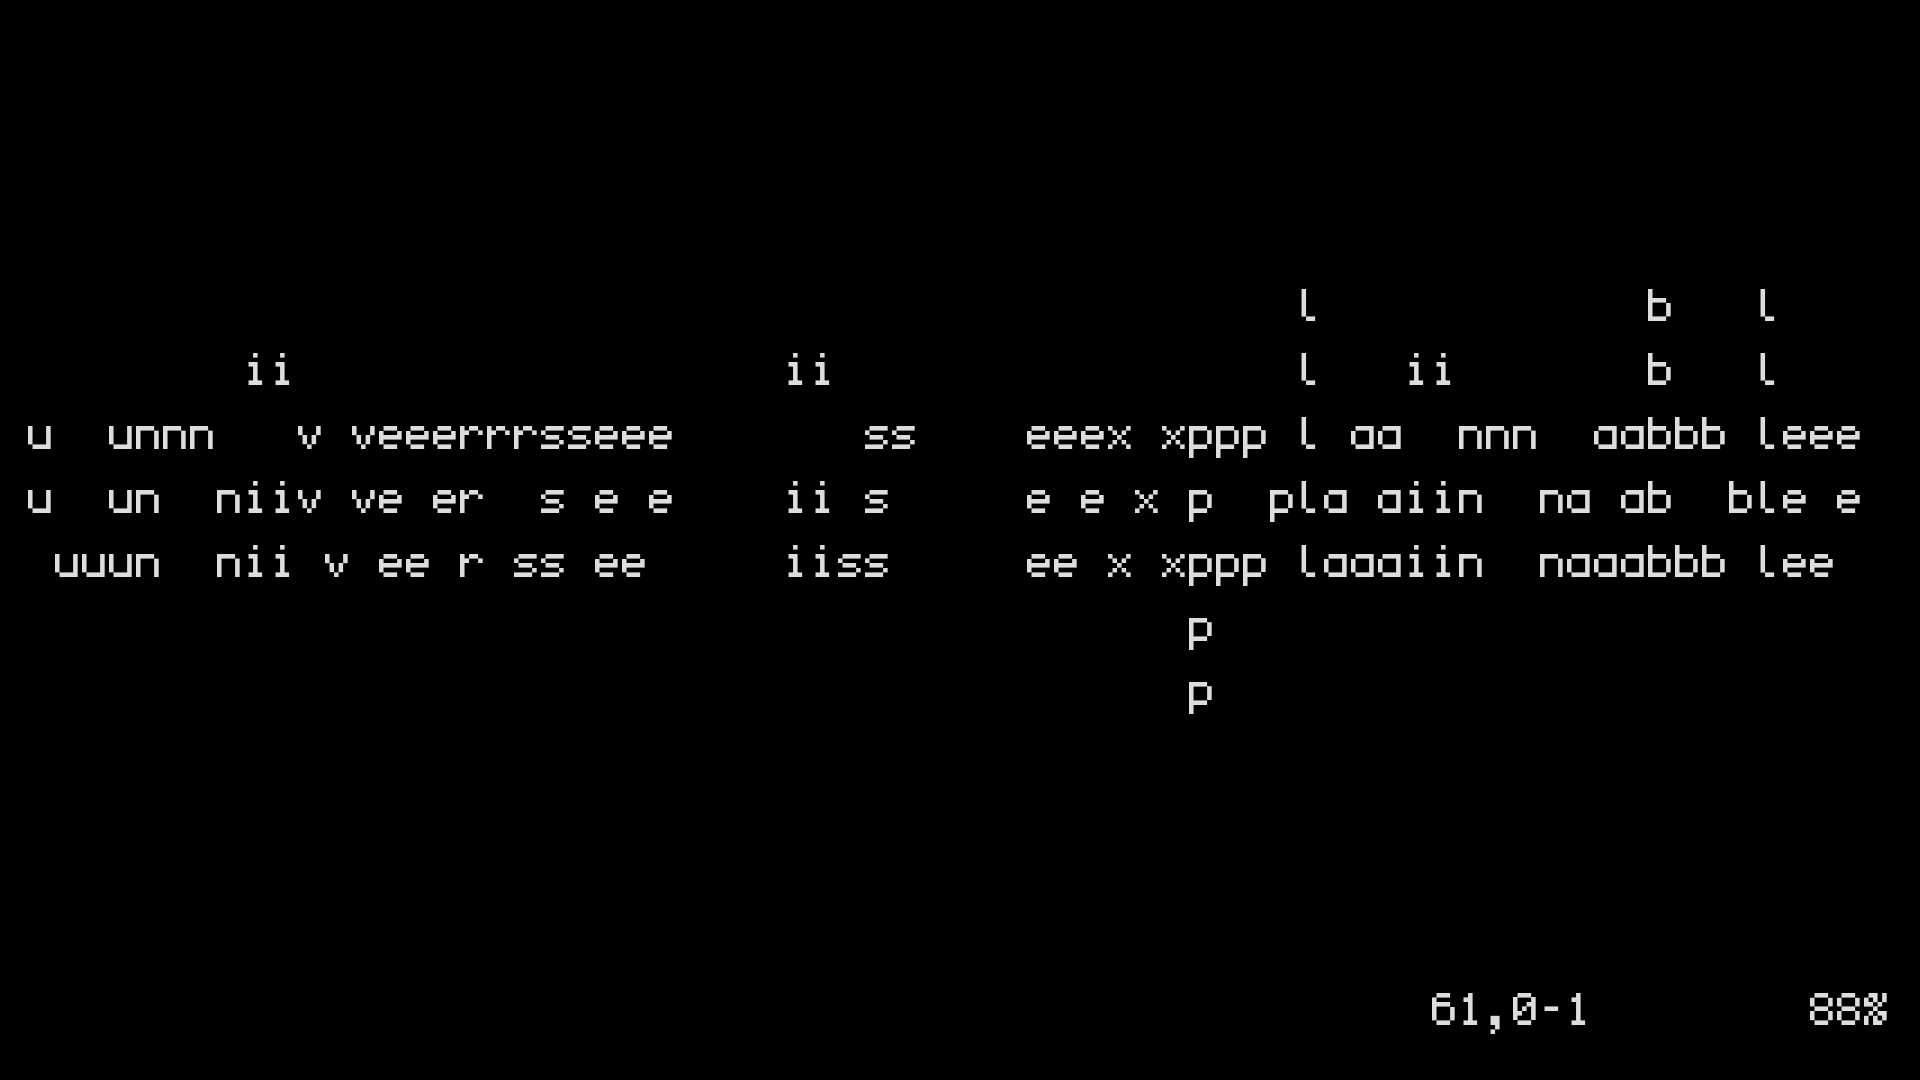 l            b   l
         ii                  ii                 l   ii       b   l
 u  unnn   v veeerrrsseee       ss    eeex xppp l aa  nnn  aabbb leee
 u  un  niiv ve er  s e e    ii s     e e x p  pla aiin  na ab  ble e
  uuun  nii v ee r ss ee     iiss     ee x xppp laaaiin  naaabbb lee
                                            p
                                            p
61,0-1        88%